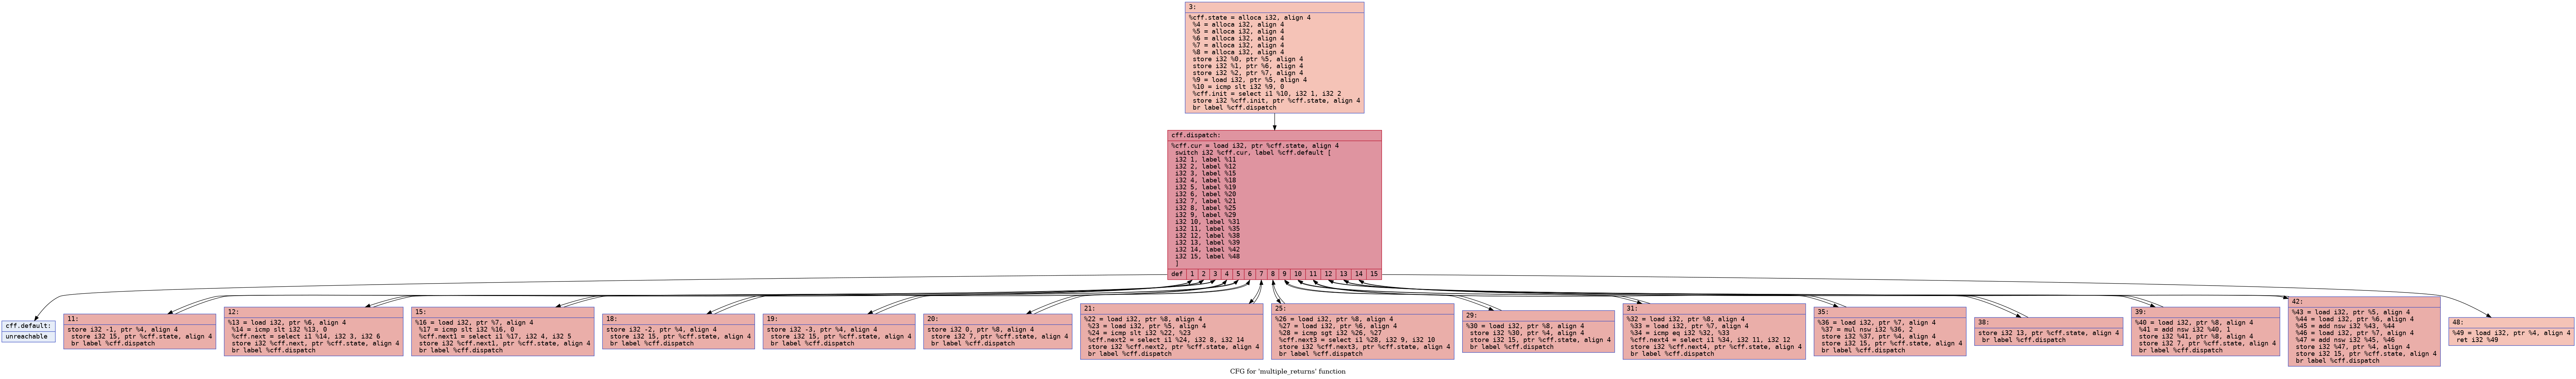 3:
%cff.state = alloca i32, align 4
%4 = alloca i32, align 4
%5 = alloca i32, align 4
%6 = alloca i32, align 4
%7 = alloca i32, align 4
%8 = alloca i32, align 4
store i32 %0, ptr %5, align 4
store i32 %1, ptr %6, align 4
store i32 %2, ptr %7, align 4
%9 = load i32, ptr %5, align 4
%10 = icmp slt i32 %9, 0
%cff.init = select i1 %10, i32 1, i32 2
store i32 %cff.init, ptr %cff.state, align 4
br label %cff.dispatch
cff.dispatch:
%cff.cur = load i32, ptr %cff.state, align 4
switch i32 %cff.cur, label %cff.default [
i32 1, label %11
i32 2, label %12
i32 3, label %15
i32 4, label %18
i32 5, label %19
i32 6, label %20
i32 7, label %21
i32 8, label %25
i32 9, label %29
i32 10, label %31
i32 11, label %35
i32 12, label %38
i32 13, label %39
i32 14, label %42
i32 15, label %48
]
def 1 2 3 4 5 6 7 8 9 10 11 12 13 14 15
cff.default:
unreachable
11:
store i32 -1, ptr %4, align 4
store i32 15, ptr %cff.state, align 4
br label %cff.dispatch
12:
%13 = load i32, ptr %6, align 4
%14 = icmp slt i32 %13, 0
%cff.next = select i1 %14, i32 3, i32 6
store i32 %cff.next, ptr %cff.state, align 4
br label %cff.dispatch
15:
%16 = load i32, ptr %7, align 4
%17 = icmp slt i32 %16, 0
%cff.next1 = select i1 %17, i32 4, i32 5
store i32 %cff.next1, ptr %cff.state, align 4
br label %cff.dispatch
18:
store i32 -2, ptr %4, align 4
store i32 15, ptr %cff.state, align 4
br label %cff.dispatch
19:
store i32 -3, ptr %4, align 4
store i32 15, ptr %cff.state, align 4
br label %cff.dispatch
20:
store i32 0, ptr %8, align 4
store i32 7, ptr %cff.state, align 4
br label %cff.dispatch
21:
%22 = load i32, ptr %8, align 4
%23 = load i32, ptr %5, align 4
%24 = icmp slt i32 %22, %23
%cff.next2 = select i1 %24, i32 8, i32 14
store i32 %cff.next2, ptr %cff.state, align 4
br label %cff.dispatch
25:
%26 = load i32, ptr %8, align 4
%27 = load i32, ptr %6, align 4
%28 = icmp sgt i32 %26, %27
%cff.next3 = select i1 %28, i32 9, i32 10
store i32 %cff.next3, ptr %cff.state, align 4
br label %cff.dispatch
29:
%30 = load i32, ptr %8, align 4
store i32 %30, ptr %4, align 4
store i32 15, ptr %cff.state, align 4
br label %cff.dispatch
31:
%32 = load i32, ptr %8, align 4
%33 = load i32, ptr %7, align 4
%34 = icmp eq i32 %32, %33
%cff.next4 = select i1 %34, i32 11, i32 12
store i32 %cff.next4, ptr %cff.state, align 4
br label %cff.dispatch
35:
%36 = load i32, ptr %7, align 4
%37 = mul nsw i32 %36, 2
store i32 %37, ptr %4, align 4
store i32 15, ptr %cff.state, align 4
br label %cff.dispatch
38:
store i32 13, ptr %cff.state, align 4
br label %cff.dispatch
39:
%40 = load i32, ptr %8, align 4
%41 = add nsw i32 %40, 1
store i32 %41, ptr %8, align 4
store i32 7, ptr %cff.state, align 4
br label %cff.dispatch
42:
%43 = load i32, ptr %5, align 4
%44 = load i32, ptr %6, align 4
%45 = add nsw i32 %43, %44
%46 = load i32, ptr %7, align 4
%47 = add nsw i32 %45, %46
store i32 %47, ptr %4, align 4
store i32 15, ptr %cff.state, align 4
br label %cff.dispatch
48:
%49 = load i32, ptr %4, align 4
ret i32 %49
CFG for 'multiple_returns' function